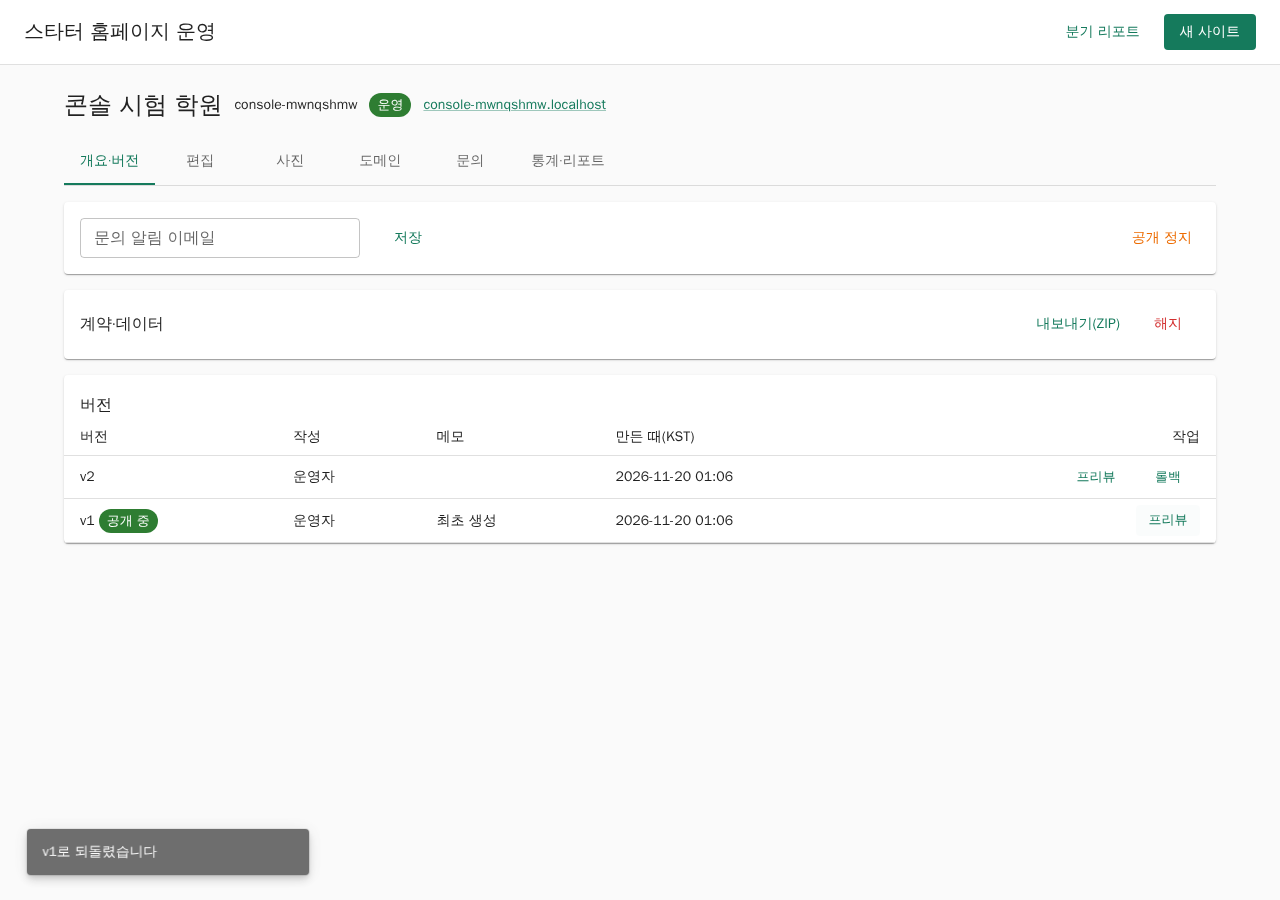 스타터 홈페이지 운영
분기 리포트
새 사이트
콘솔 시험 학원 console-mwnqshmw 운영 console-mwnqshmw.localhost
개요·버전 편집 사진 도메인 문의 통계·리포트
문의 알림 이메일 저장 공개 정지
계약·데이터 내보내기(ZIP) 해지
버전
버전 작성 메모 만든 때(KST) 작업
v2 운영자 2026-11-20 01:06 프리뷰 롤백
v1 공개 중 운영자 최초 생성 2026-11-20 01:06 프리뷰
v1로 되돌렸습니다